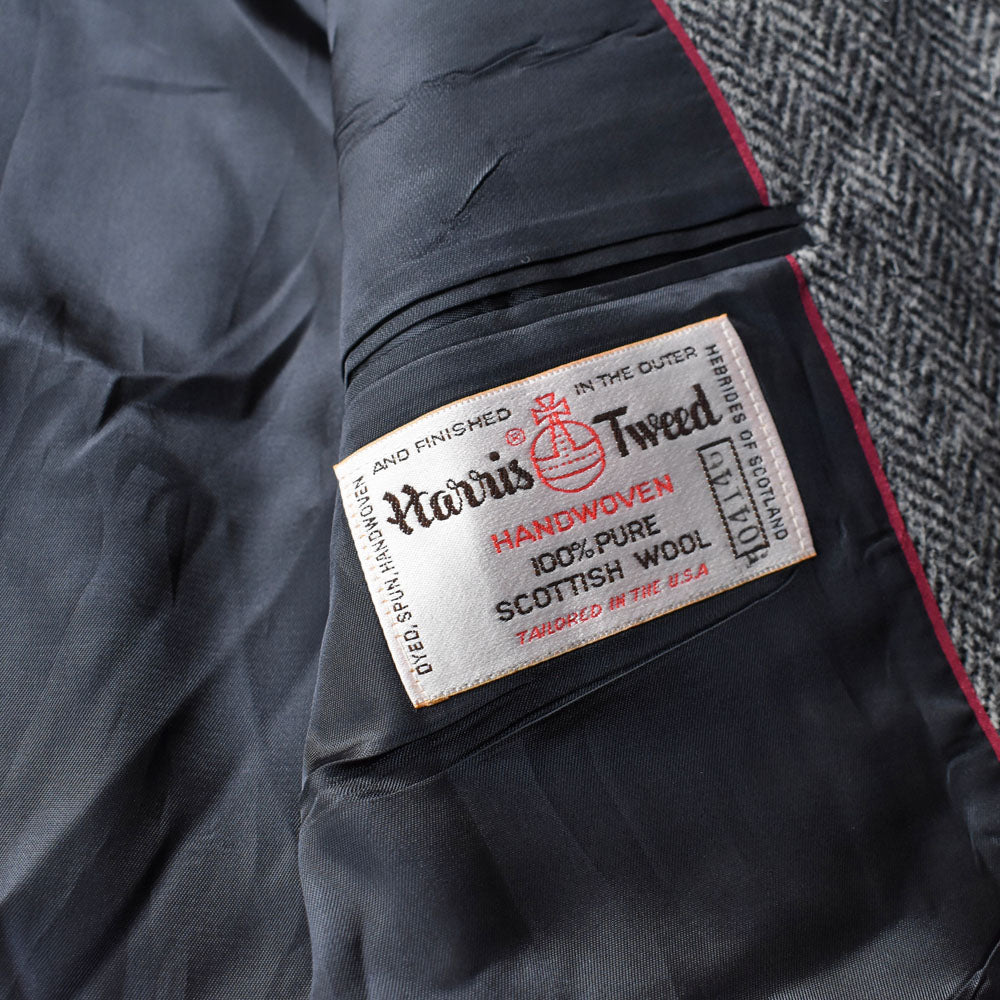 DYED, SPUN, HANDWOVEN
AND FINISHED IN THE OUTER
HEBRIDES OF SCOTLAND
Harris ® Tweed
HANDWOVEN
100% PURE
SCOTTISH WOOL
TAILORED IN THE U.S.A